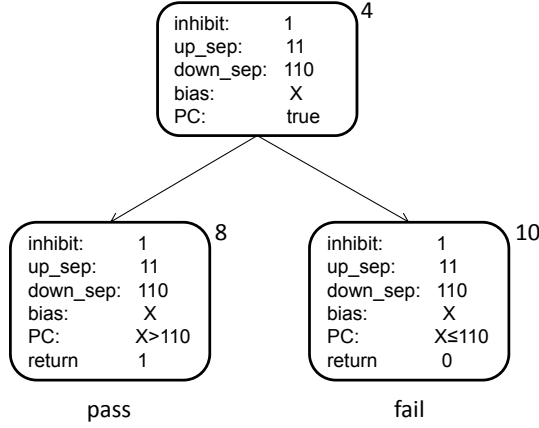 4
inhibit: 1
up_sep: 11
down_sep: 110
bias: X
PC: true
8
inhibit: 1
up_sep: 11
down_sep: 110
bias: X
PC: X>110
return 1
pass
10
inhibit: 1
up_sep: 11
down_sep: 110
bias: X
PC: X≤110
return 0
fail